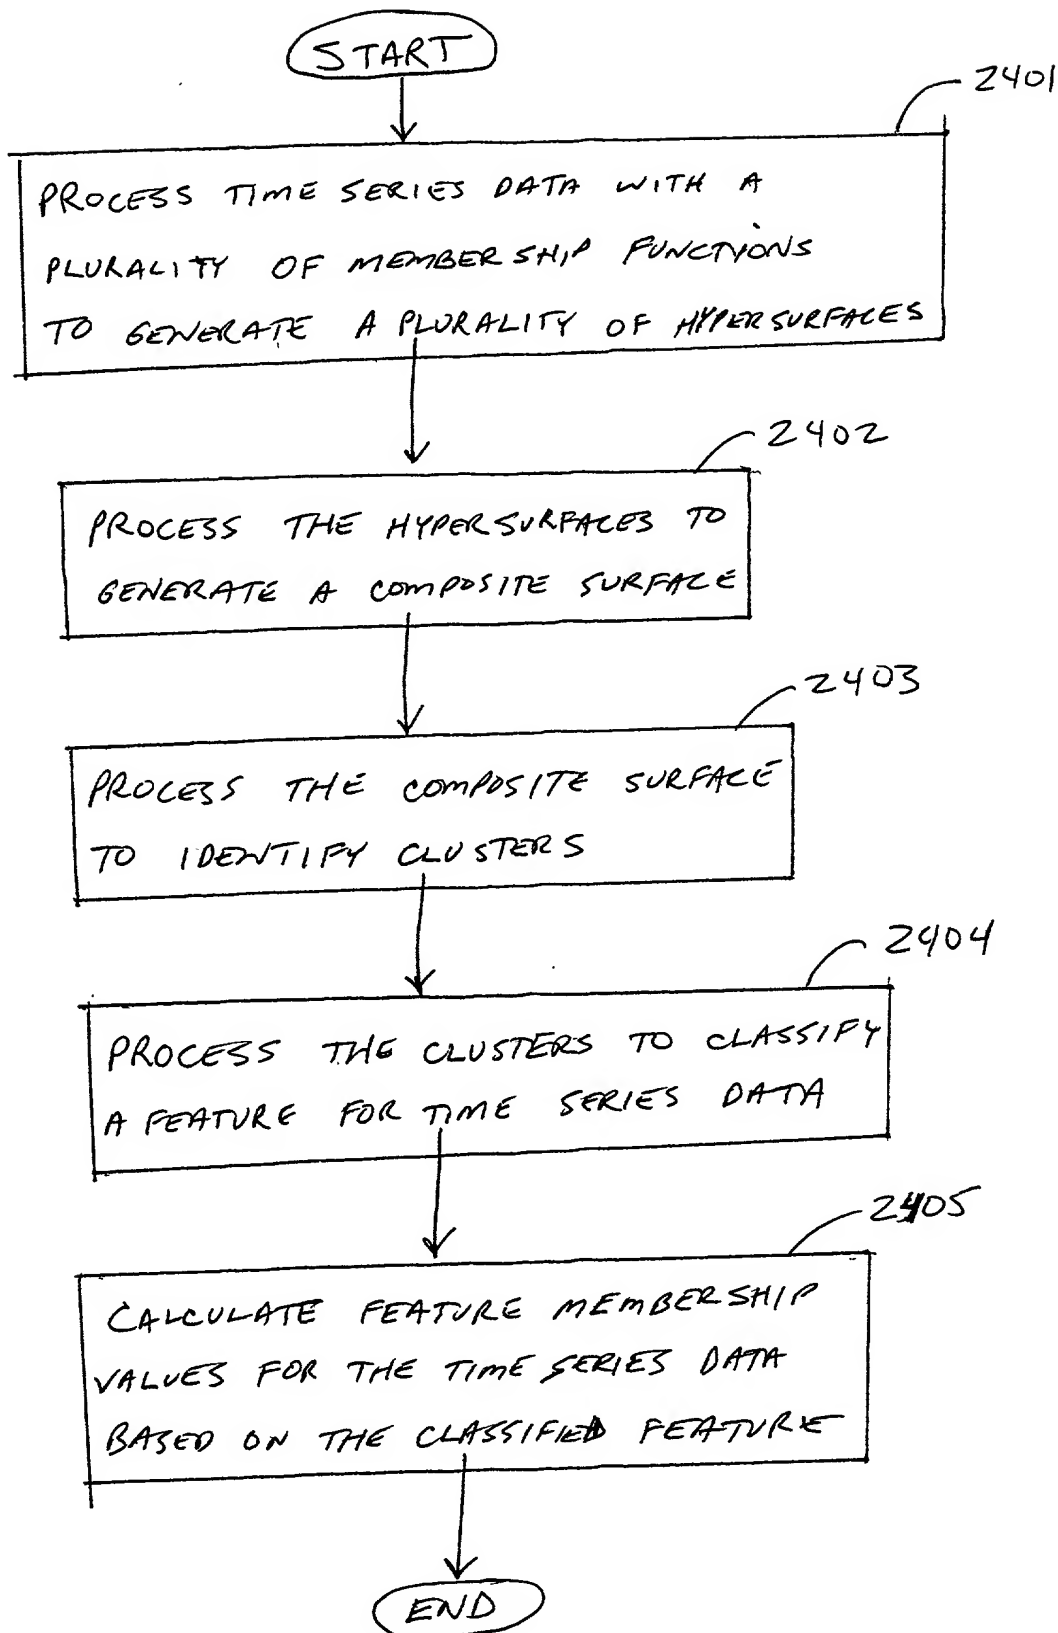 START
2401
PROCESS TIME SERIES DATA WITH A
PLURALITY OF MEMBERSHIP FUNCTIONS
TO GENERATE A PLURALITY OF HYPERSURFACES
2402
PROCESS THE HYPERSURFACES TO
GENERATE A COMPOSITE SURFACE
2403
PROCESS THE COMPOSITE SURFACE
TO IDENTIFY CLUSTERS
2404
PROCESS THE CLUSTERS TO CLASSIFY
A FEATURE FOR TIME SERIES DATA
2405
CALCULATE FEATURE MEMBERSHIP
VALUES FOR THE TIME SERIES DATA
BASED ON THE CLASSIFIED FEATURE
END